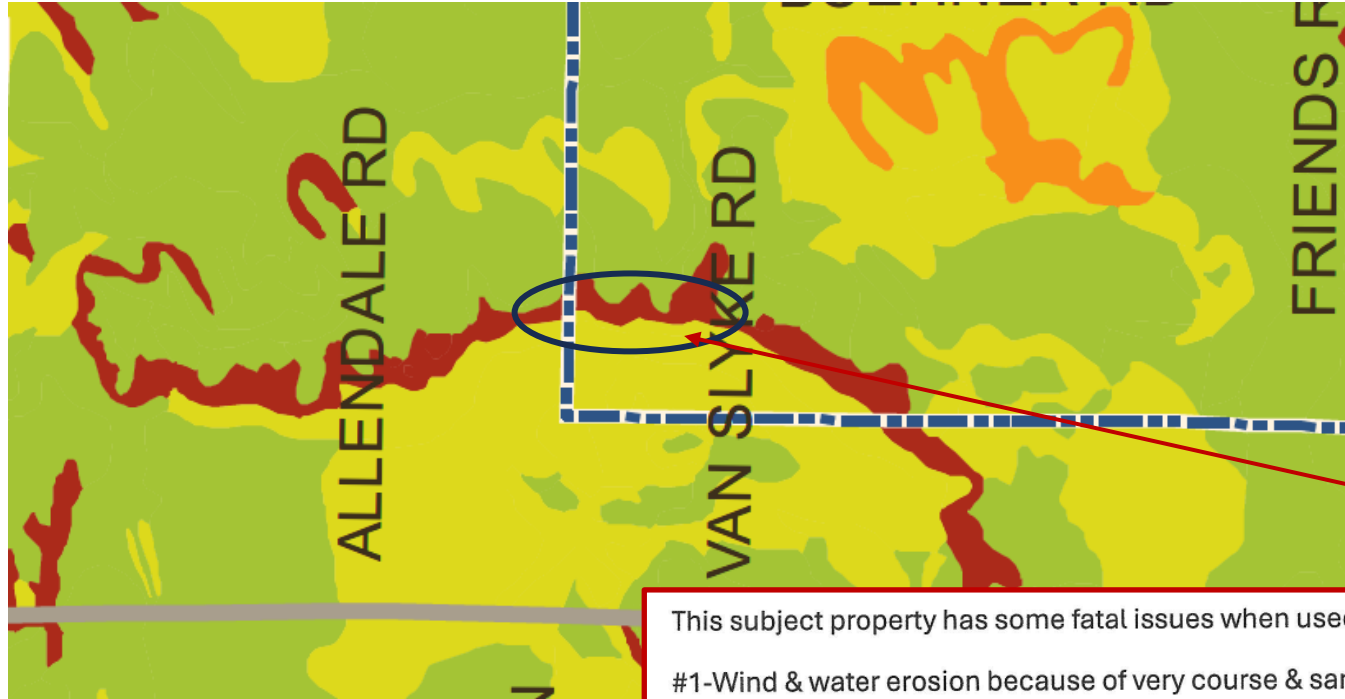 ALLENDALE RD
VAN SLYKE RD
FRIENDS
This subject property has some fatal issues when used
#1-Wind & water erosion because of very course &